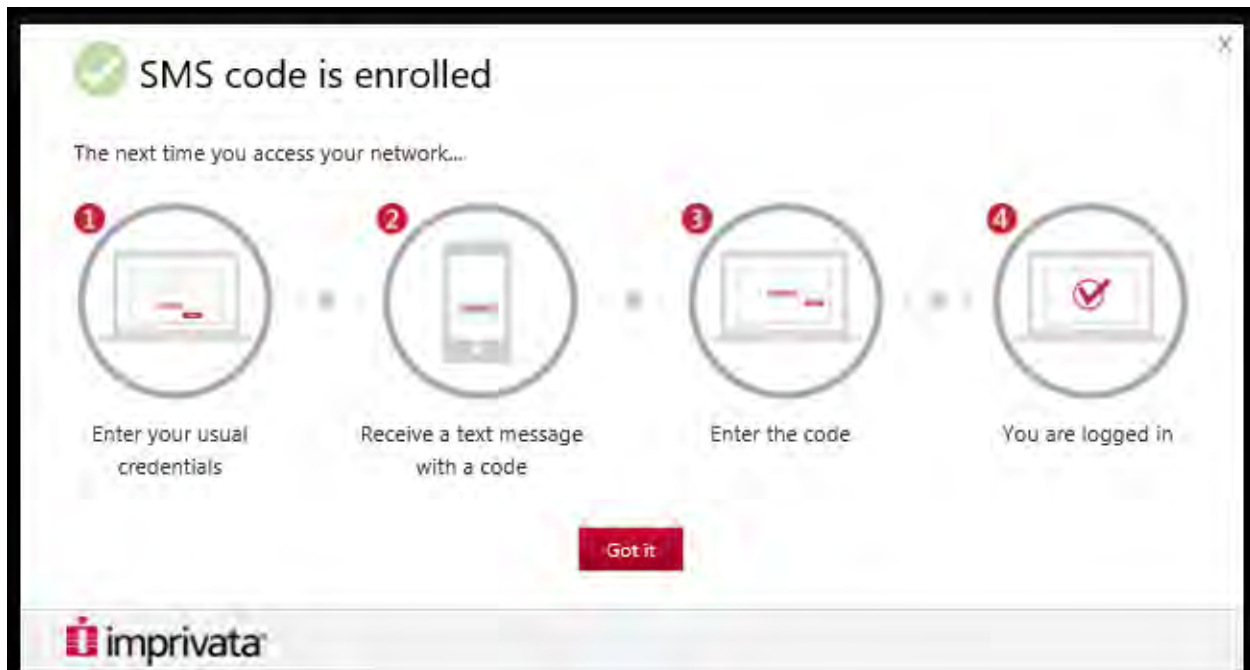 SMS code is enrolled
X
The next time you access your network...
1
2
3
4
Enter your usual
credentials
Receive a text message
with a code
Enter the code
You are logged in
Got it
imprivata